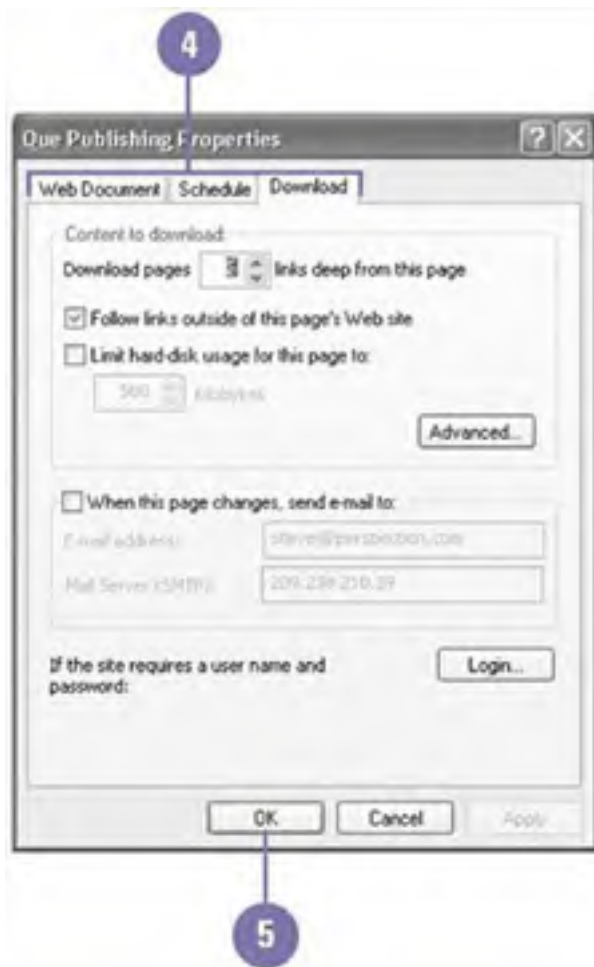 4
Que Publishing Properties
Web Document Schedule Download
Content to download
Download pages links deep from this page
Follow links outside of this page's Web site
Limit hard-disk usage for this page to:
500 Kilobytes
Advanced...
When this page changes, send e-mail to:
E-mail address:
Mail Server (SMTP):
If the site requires a user name and
password:
Login...
OK Cancel Apply
5